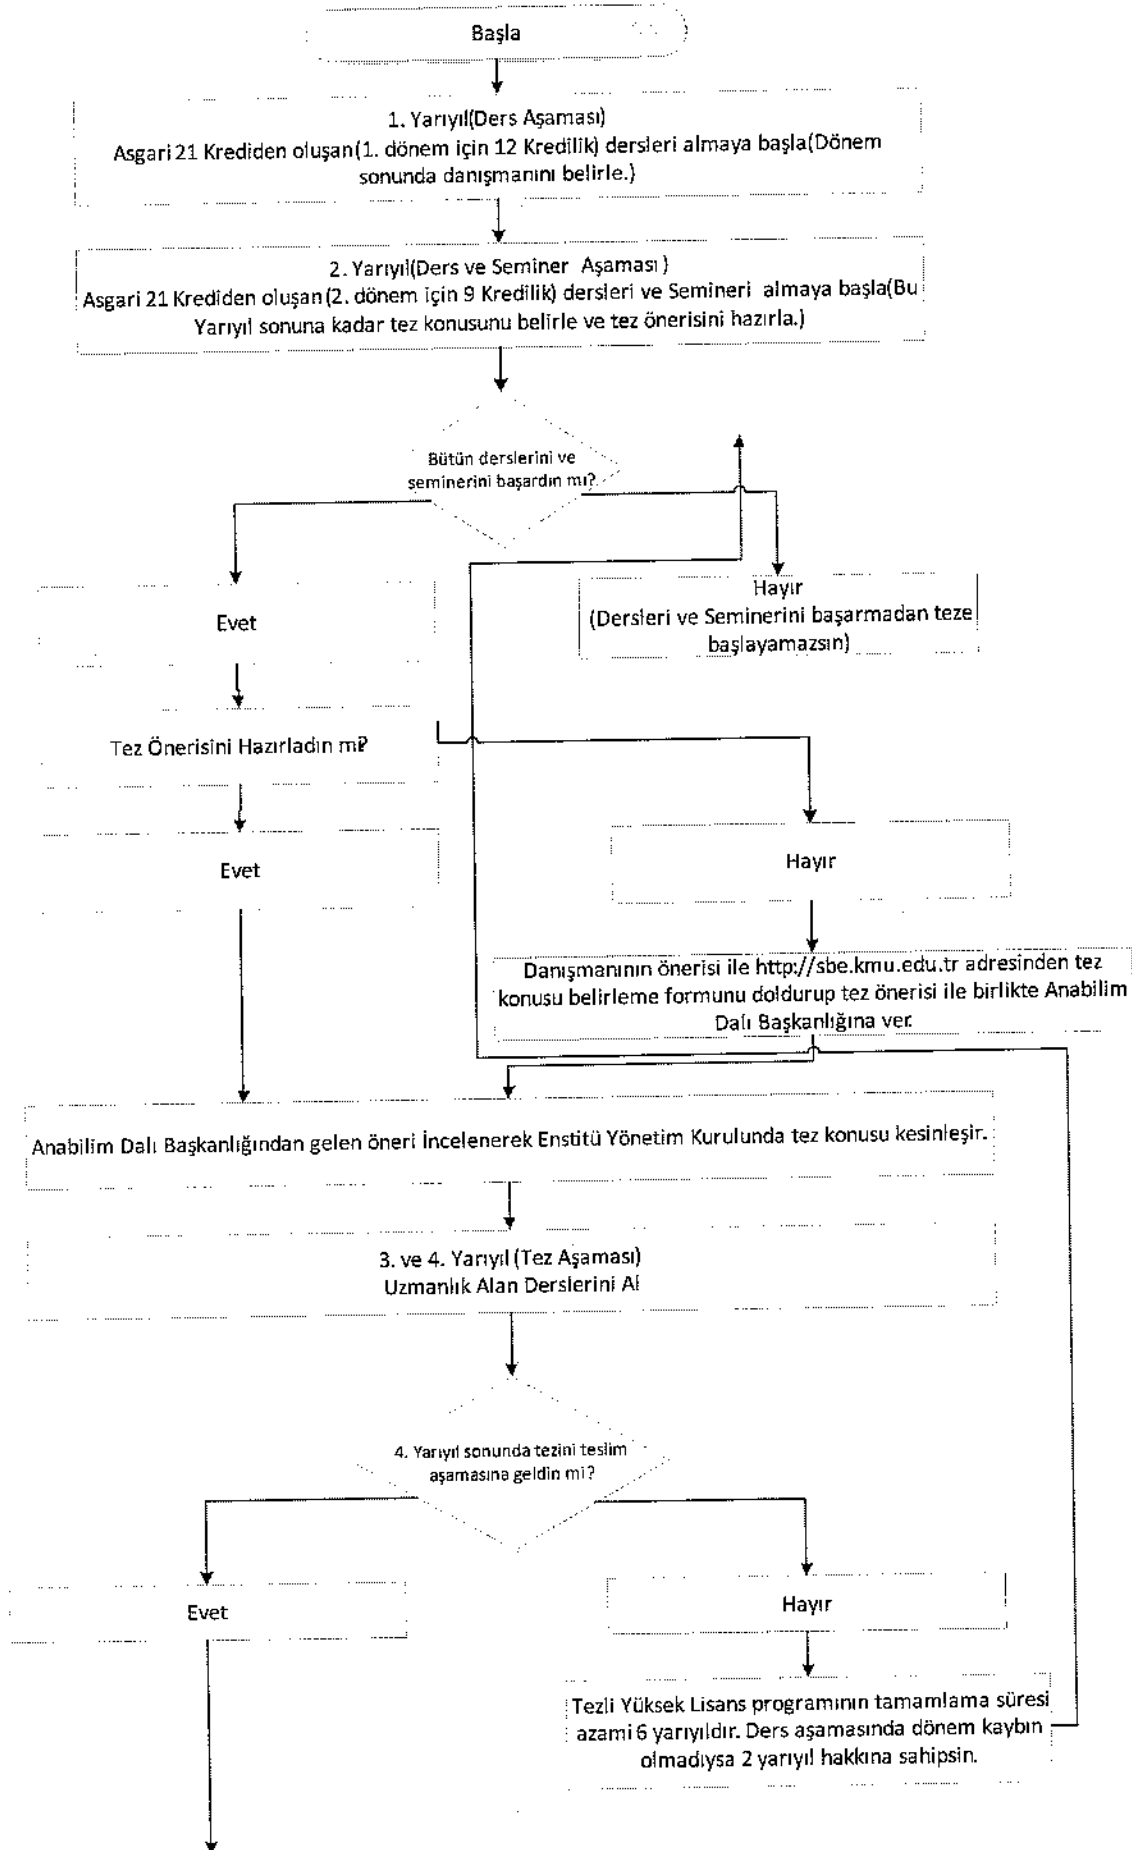 Başla
1. Yarıyıl(Ders Aşaması)
Asgari 21 Krediden oluşan(1. dönem için 12 Kredilik) dersleri almaya başla(Dönem
sonunda danışmanını belirle.)
2. Yarıyıl(Ders ve Seminer Aşaması )
Asgari 21 Krediden oluşan(2. dönem için 9 Kredilik) dersleri ve Semineri almaya başla(Bu
Yarıyıl sonuna kadar tez konusunu belirle ve tez önerisini hazırla.)
Bütün derslerini ve
seminerini başardın mı?
Hayır
(Dersleri ve Seminerini başarmadan teze
başlayamazsın)
Evet
Tez Önerisini Hazırladın mı?
Evet
Hayır
Danışmanının önerisi ile http://sbe.kmu.edu.tr adresinden tez
konusu belirleme formunu doldurup tez önerisi ile birlikte Anabilim
Dalı Başkanlığına ver.
Anabilim Dalı Başkanlığından gelen öneri İncelenerek Enstitü Yönetim Kurulunda tez konusu kesinleşir.
3. ve 4. Yarıyıl (Tez Aşaması)
Uzmanlık Alan Derslerini Al
4. Yarıyıl sonunda tezini teslim
aşamasına geldin mi?
Evet
Hayır
Tezli Yüksek Lisans programının tamamlama süresi
azami 6 yarıyıldır. Ders aşamasında dönem kaybın
olmadıysa 2 yarıyıl hakkına sahipsin.